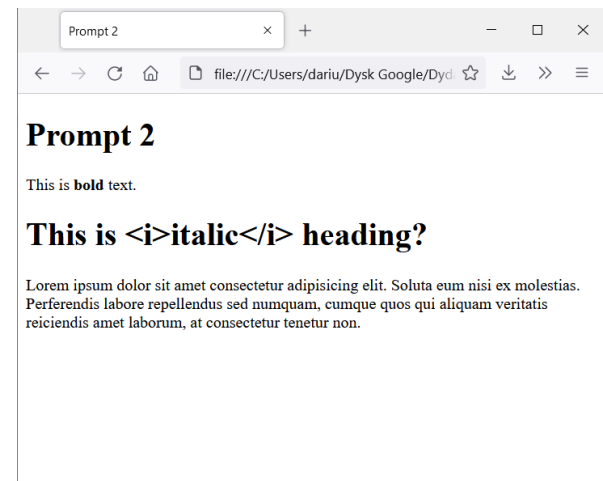 Prompt 2
file:///C:/Users/dariu/Dysk Google/Dyd
Prompt 2
This is bold text.
This is <i>italic</i> heading?
Lorem ipsum dolor sit amet consectetur adipisicing elit. Soluta eum nisi ex molestias.
Perferendis labore repellendus sed numquam, cumque quos qui aliquam veritatis
reiciendis amet laborum, at consectetur tenetur non.